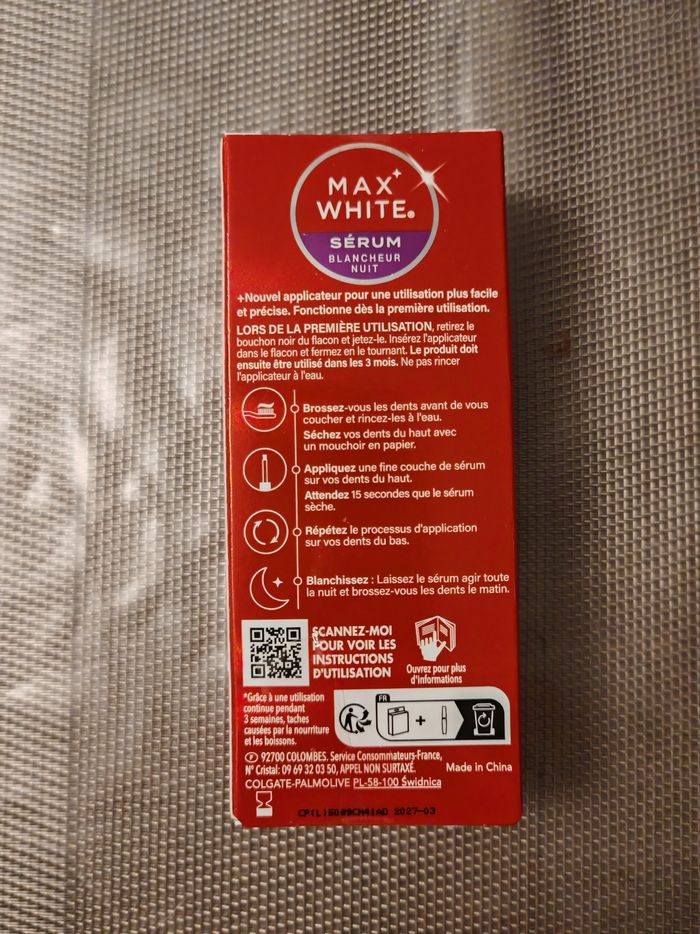 MAX
WHITE®
SÉRUM
BLANCHEUR
NUIT
+Nouvel applicateur pour une utilisation plus facile
et précise. Fonctionne dès la première utilisation.
LORS DE LA PREMIÈRE UTILISATION, retirez le
bouchon noir du flacon et jetez-le. Insérez l'applicateur
dans le flacon et fermez en le tournant. Le produit doit
ensuite être utilisé dans les 3 mois. Ne pas rincer
l'applicateur à l'eau.
Brossez-vous les dents avant de vous
coucher et rincez-les à l'eau.
Séchez vos dents du haut avec
un mouchoir en papier.
Appliquez une fine couche de sérum
sur vos dents du haut.
Attendez 15 secondes que le sérum
sèche.
Répétez le processus d'application
sur vos dents du bas.
Blanchissez : Laissez le sérum agir toute
la nuit et brossez-vous les dents le matin.
SCANNEZ-MOI
POUR VOIR LES
INSTRUCTIONS
D'UTILISATION
Ouvrez pour plus
d'informations
*Grâce à une utilisation
continue pendant
3 semaines, taches
causées par la nourriture
et les boissons.
FR
+
Ⓕ 92700 COLOMBES. Service Consommateurs-France,
N° Cristal: 09 69 32 03 50, APPEL NON SURTAXÉ.
Made in China
COLGATE-PALMOLIVE PL-58-100 Świdnica
2027-03